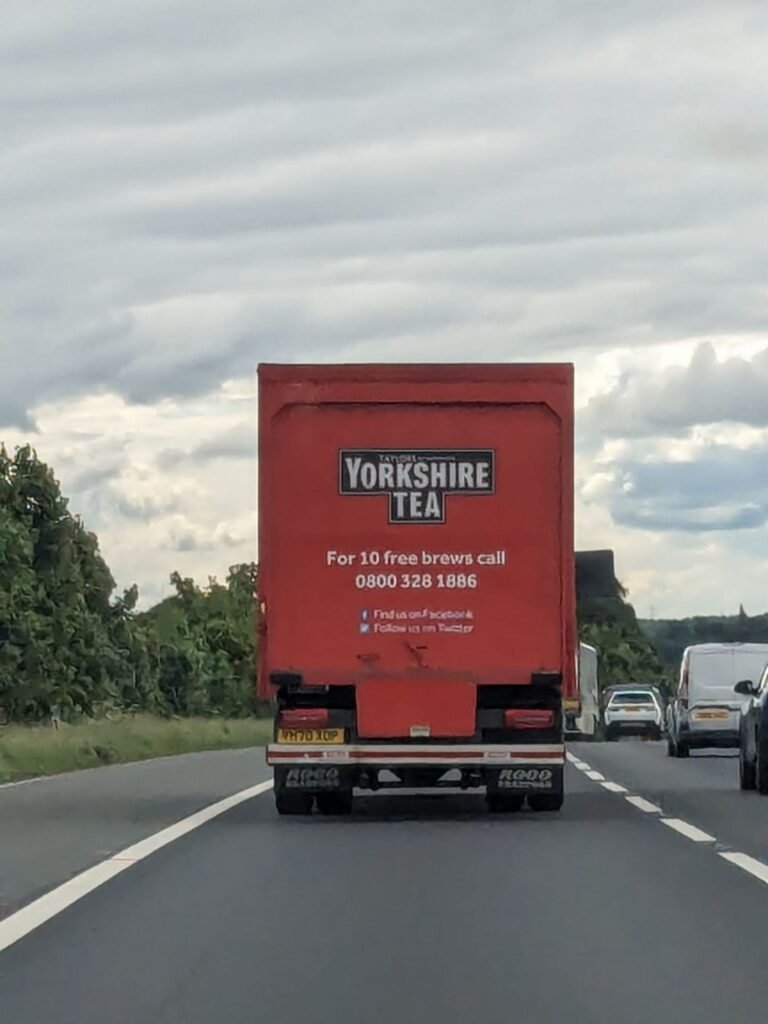 TAYLORS
YORKSHIRE
TEA
For 10 free brews call
0800 328 1886
Find us on Facebook
Follow us on Twitter
YH70 XOP